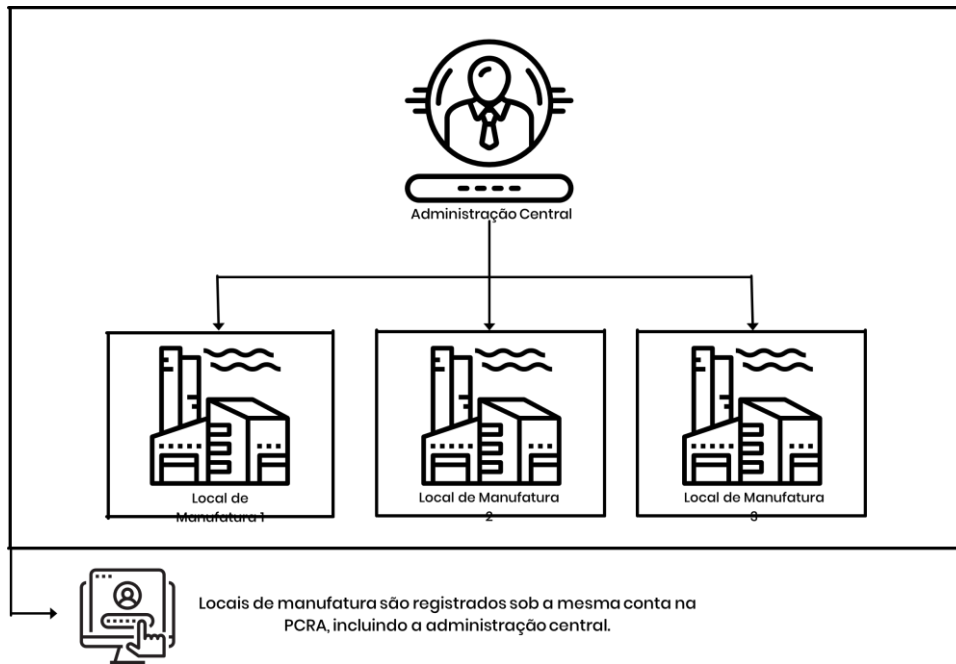 Administração Central
Local de
Manufatura 1
Local de Manufatura
2
Local de Manufatura
3
Locais de manufatura são registrados sob a mesma conta na
PCRA, incluindo a administração central.